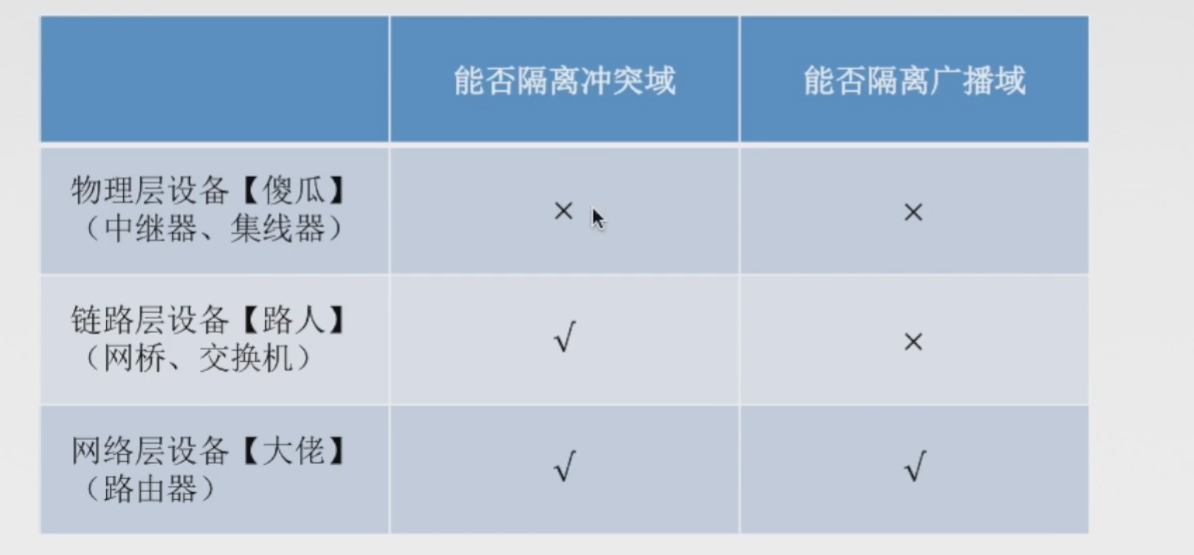 能否隔离冲突域
能否隔离广播域
物理层设备【傻瓜】
（中继器、集线器）
×
×
链路层设备【路人】
（网桥、交换机）
√
×
网络层设备【大佬】
（路由器）
√
√